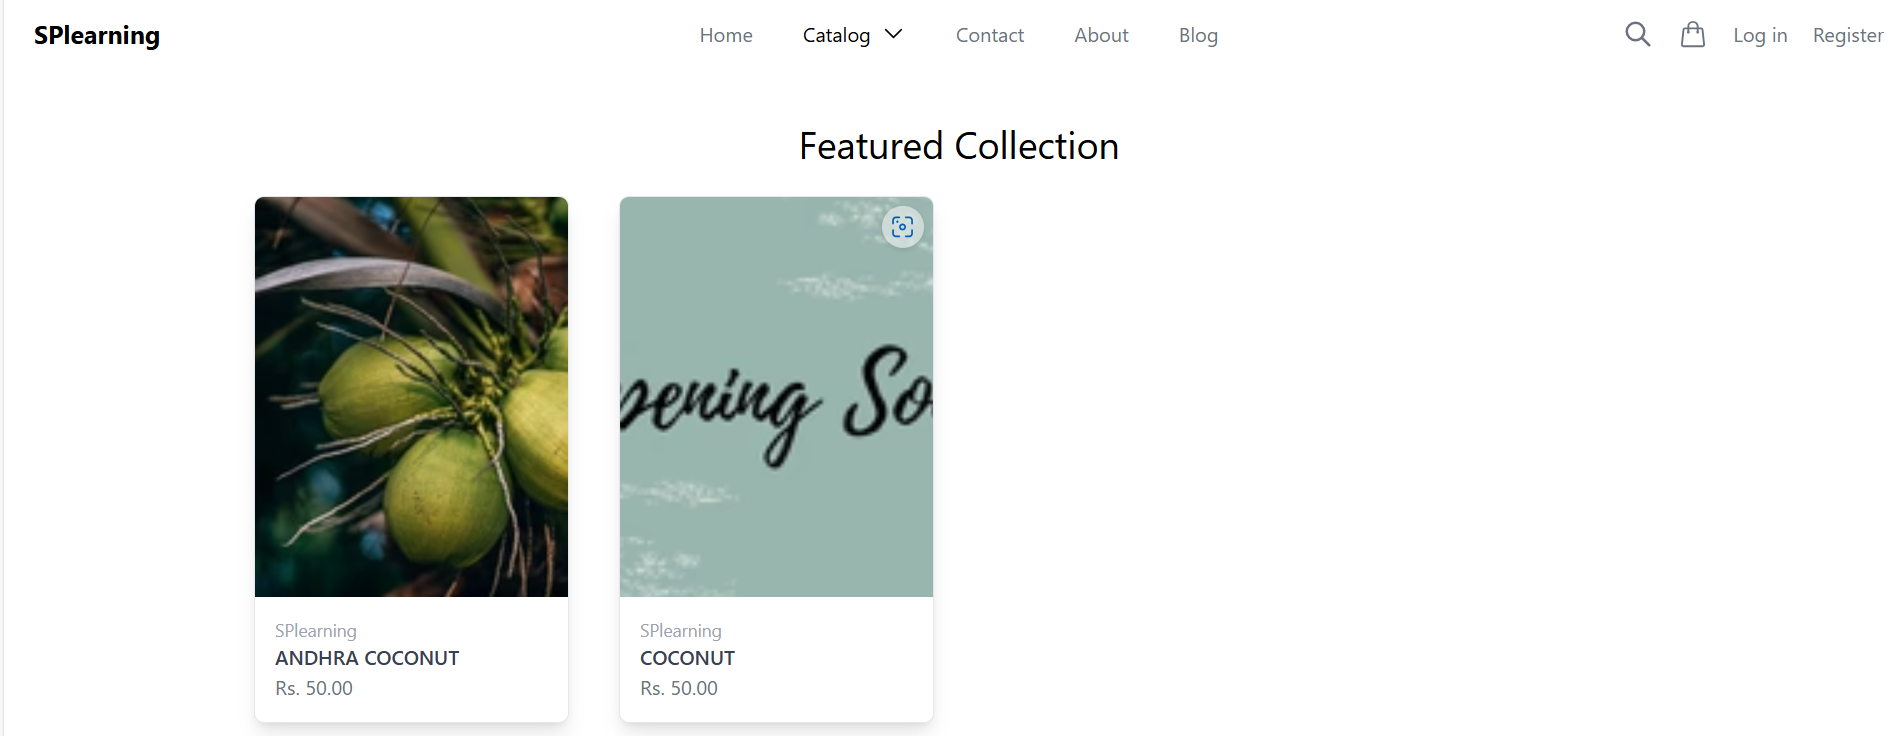 SPlearning
Home Catalog Contact About Blog
Log in Register
Featured Collection
pening So
SPlearning
ANDHRA COCONUT
Rs. 50.00
SPlearning
COCONUT
Rs. 50.00